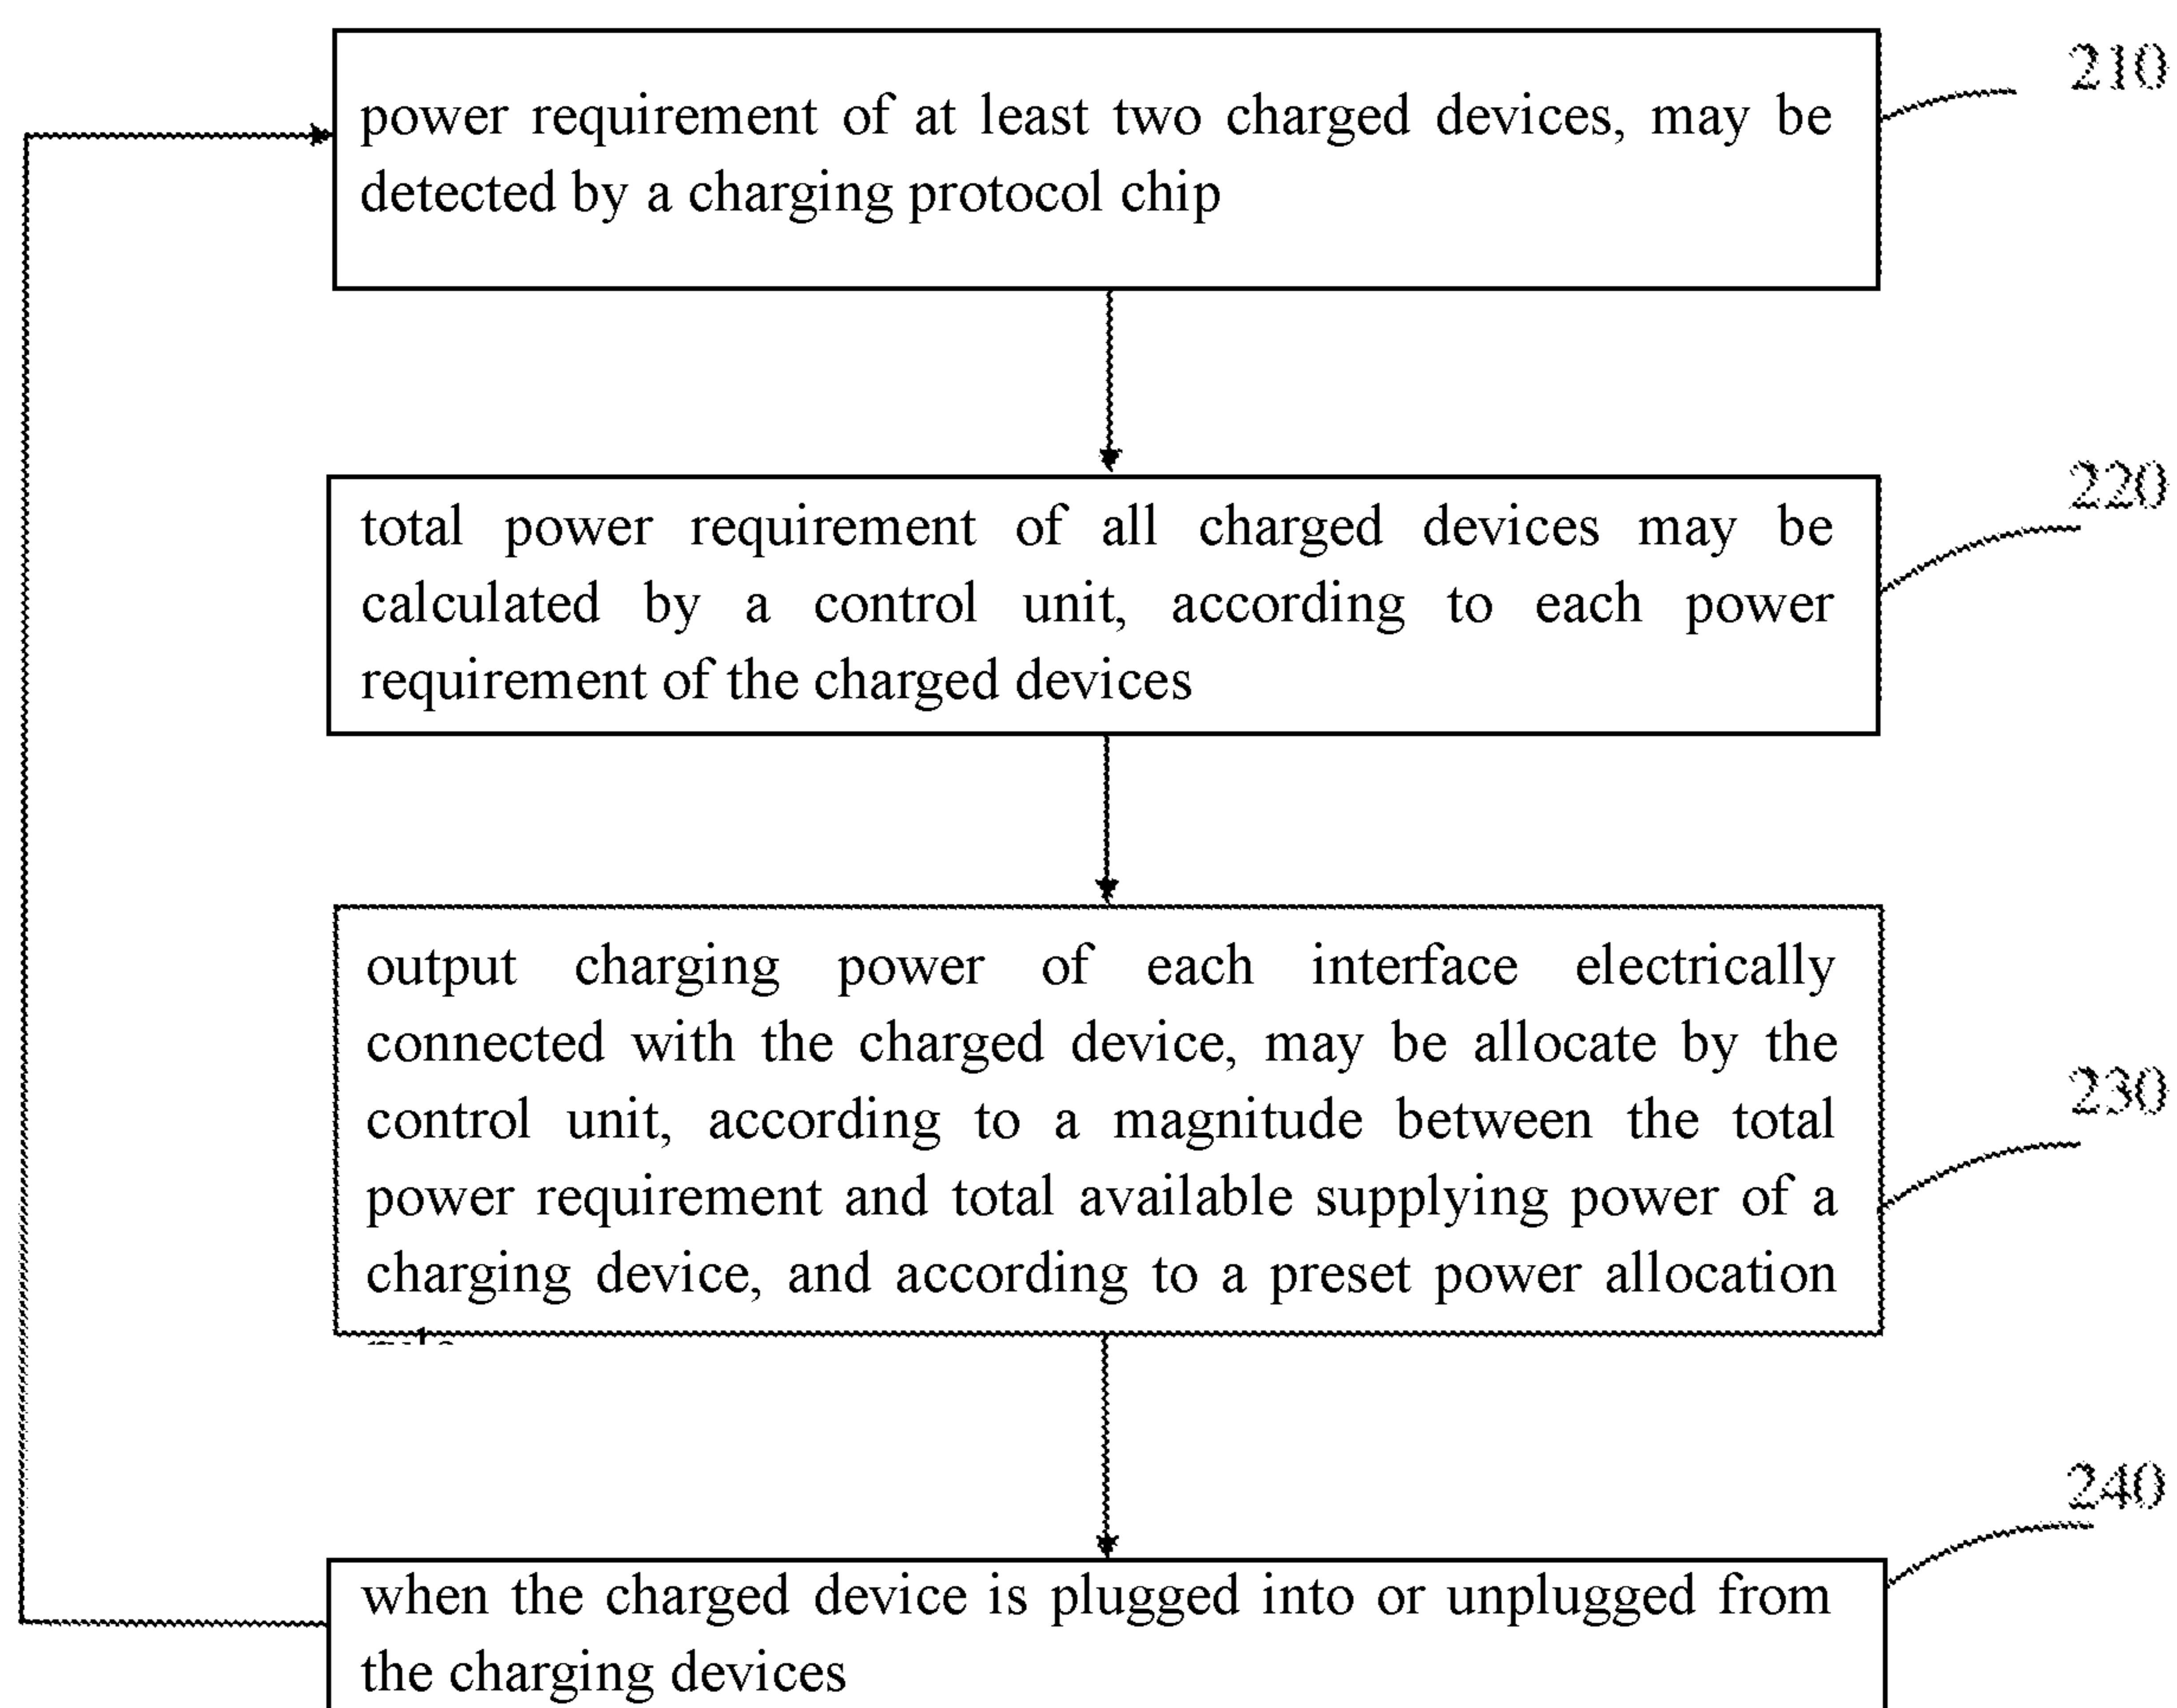 210
power requirement of at least two charged devices, may be
detected by a charging protocol chip
220
total power requirement of all charged devices may be
calculated by a control unit, according to each power
requirement of the charged devices
output charging power of each interface electrically
connected with the charged device, may be allocate by the
control unit, according to a magnitude between the total
230
power requirement and total available supplying power of a
charging device, and according to a preset power allocation
240
when the charged device is plugged into or unplugged from
the charging devices